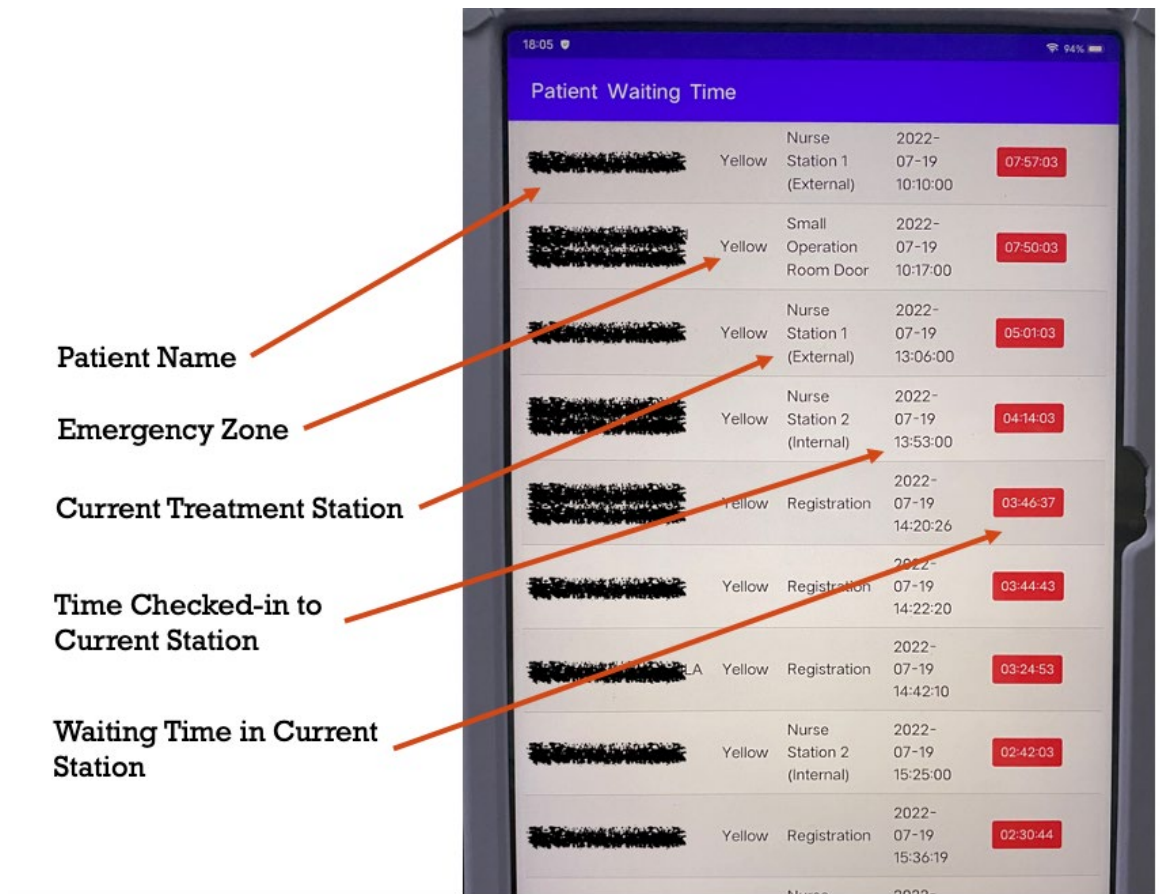 18:05 94%
Patient Waiting Time
Nurse 2022-
Yellow Station 1 07-19 07:57:03
(External) 10:10:00
Small 2022-
Yellow Operation 07-19 07:50:03
Room Door 10:17:00
Nurse 2022-
Yellow Station 1 07-19 05:01:03
(External) 13:06:00
Nurse 2022-
Yellow Station 2 07-19 04:14:03
(Internal) 13:53:00
2022-
Yellow Registration 07-19 03:46:37
14:20:26
2022-
Yellow Registration 07-19 03:44:43
14:22:20
2022-
LA Yellow Registration 07-19 03:24:53
14:42:10
Nurse 2022-
Yellow Station 2 07-19 02:42:03
(Internal) 15:25:00
2022-
Yellow Registration 07-19 02:30:44
15:36:19
Patient Name
Emergency Zone
Current Treatment Station
Time Checked-in to
Current Station
Waiting Time in Current
Station